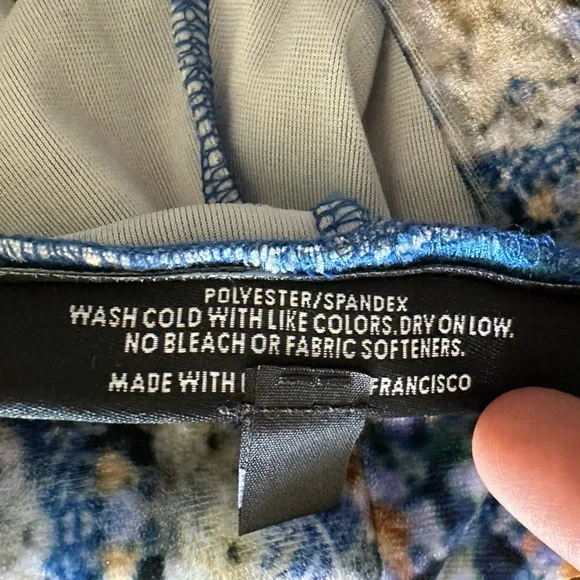 POLYESTER/SPANDEX
WASH COLD WITH LIKE COLORS. DRY ON LOW.
NO BLEACH OR FABRIC SOFTENERS.
MADE WITH FRANCISCO